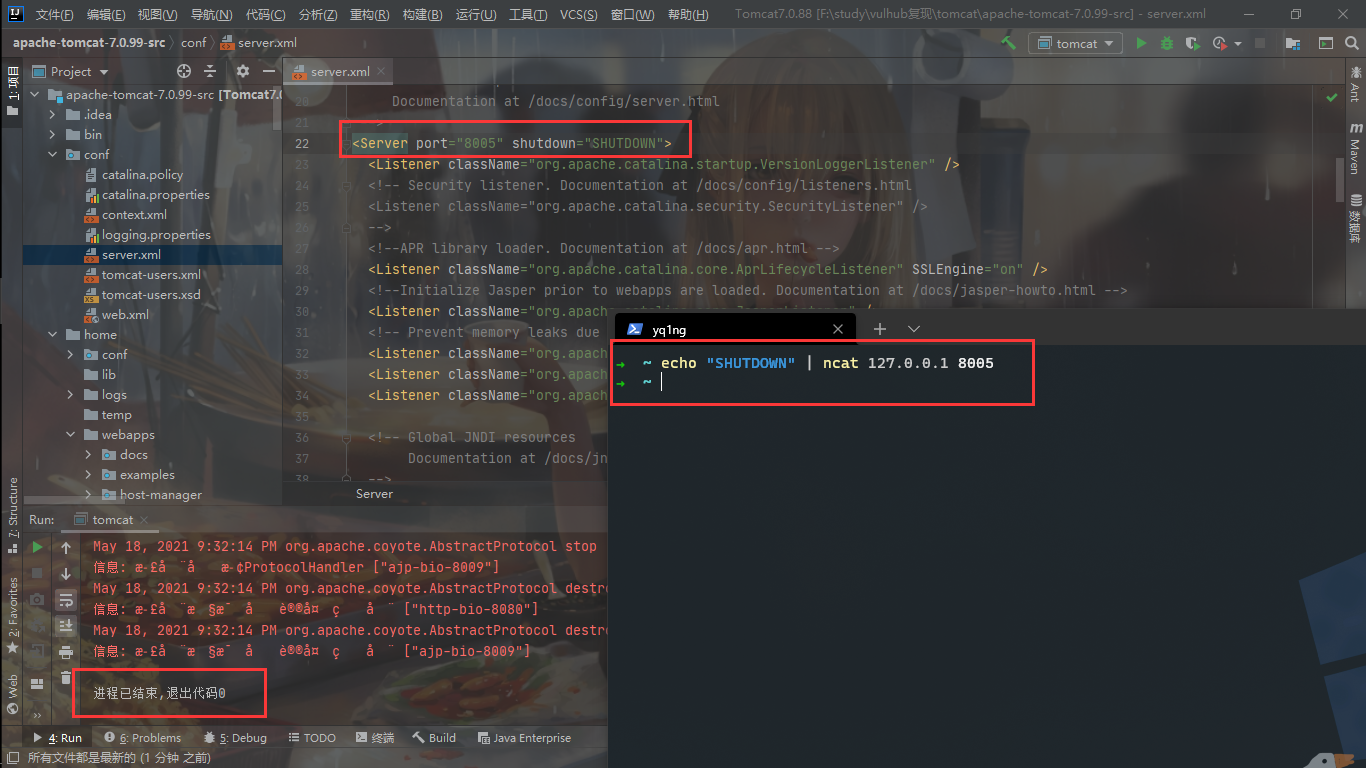 文件(F) 编辑(E) 视图(V) 导航(N) 代码(C) 分析(Z) 重构(R) 构建(B) 运行(U) 工具(T) VCS(S) 窗口(W) 帮助(H) Tomcat7.0.88 [F:\study\vulhub复现\tomcat\apache-tomcat-7.0.99-src] - server.xml
apache-tomcat-7.0.99-src conf server.xml
tomcat
1: 项目
Project
server.xml
apache-tomcat-7.0.99-src [Tomcat7.0
.idea
bin
conf
catalina.policy
catalina.properties
context.xml
logging.properties
server.xml
tomcat-users.xml
tomcat-users.xsd
web.xml
home
conf
lib
logs
temp
webapps
docs
examples
host-manager
20 Documentation at /docs/config/server.html
21
22 <Server port="8005" shutdown="SHUTDOWN">
23 <Listener className="org.apache.catalina.startup.VersionLoggerListener" />
24 <!-- Security listener. Documentation at /docs/config/listeners.html
25 <Listener className="org.apache.catalina.security.SecurityListener" />
26 -->
27 <!--APR library loader. Documentation at /docs/apr.html -->
28 <Listener className="org.apache.catalina.core.AprLifecycleListener" SSLEngine="on" />
29 <!--Initialize Jasper prior to webapps are loaded. Documentation at /docs/jasper-howto.html -->
30 <Listener className="org.apache
31 <!-- Prevent memory leaks due
32 <Listener className="org.apac
33 <Listener className="org.apac
34 <Listener className="org.apac
35
36 <!-- Global JNDI resources
37 Documentation at /docs/jn
38 -->
Server
Ant
Maven
数据库
yq1ng
→ ~ echo "SHUTDOWN" | ncat 127.0.0.1 8005
→ ~
7: Structure
2: Favorites
Web
Run: tomcat
May 18, 2021 9:32:14 PM org.apache.coyote.AbstractProtocol stop
信息: ProtocolHandler ["ajp-bio-8009"]
May 18, 2021 9:32:14 PM org.apache.coyote.AbstractProtocol destro
信息: ["http-bio-8080"]
May 18, 2021 9:32:14 PM org.apache.coyote.AbstractProtocol destro
信息: ["ajp-bio-8009"]
进程已结束,退出代码0
4: Run 6: Problems 5: Debug TODO 终端 Build Java Enterprise
所有文件都是最新的 (1 分钟 之前)